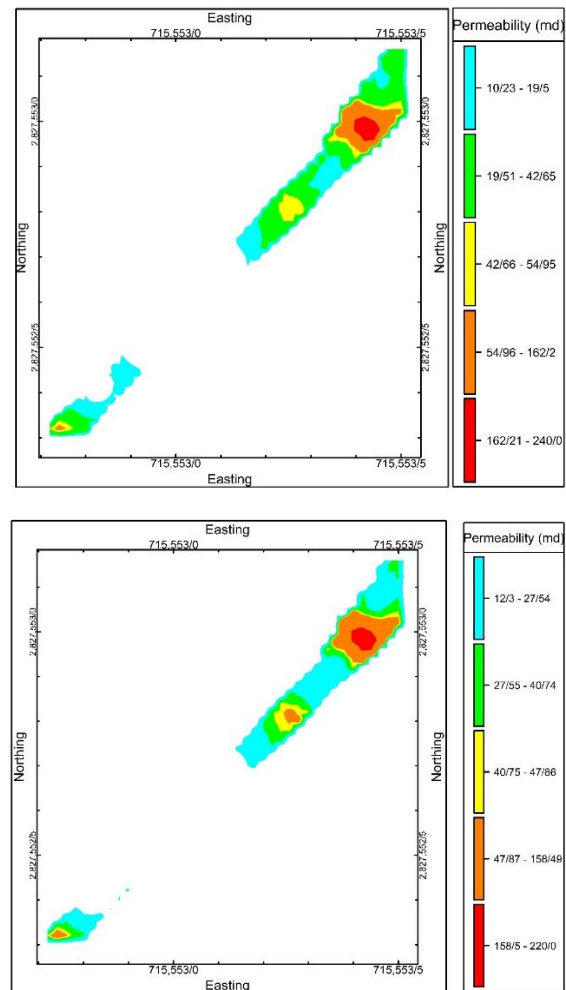 Easting
715,553/0
715,553/5
Northing
2,827,553/0
2,827,552/5
Northing
715,553/0
715,553/5
Easting
Permeability (md)
10/23 - 19/5
19/51 - 42/65
42/66 - 54/95
54/96 - 162/2
162/21 - 240/0
Easting
715,553/0
715,553/5
Northing
2,827,553/0
2,827,552/5
Northing
715,553/0
715,553/5
Easting
Permeability (md)
12/3 - 27/54
27/55 - 40/74
40/75 - 47/86
47/87 - 158/49
158/5 - 220/0